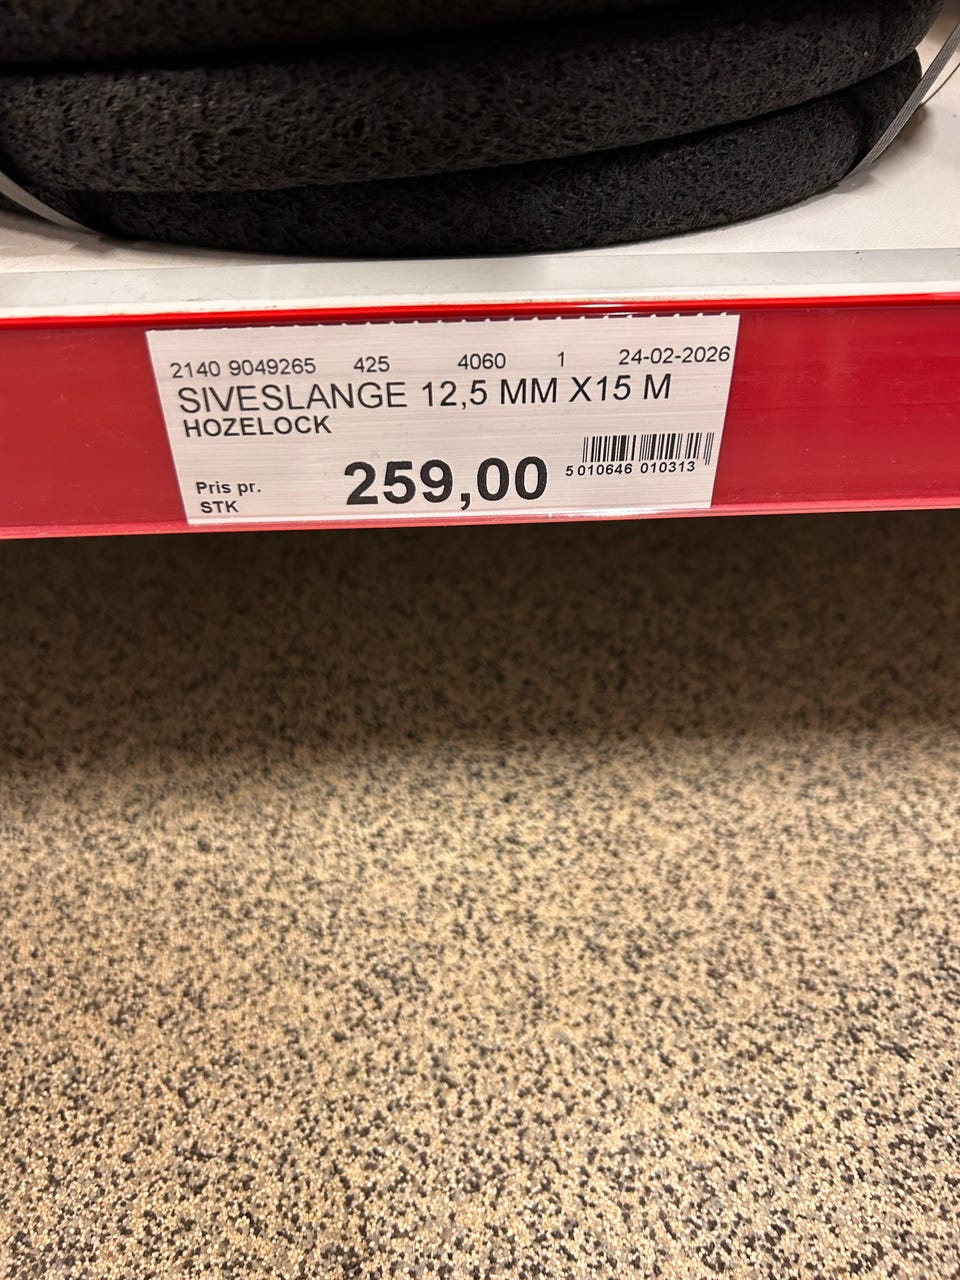 2140 9049265 425 4060 1 24-02-2026
SIVESLANGE 12,5 MM X15 M
HOZELOCK
5 010646 010313
Pris pr. 259,00
STK